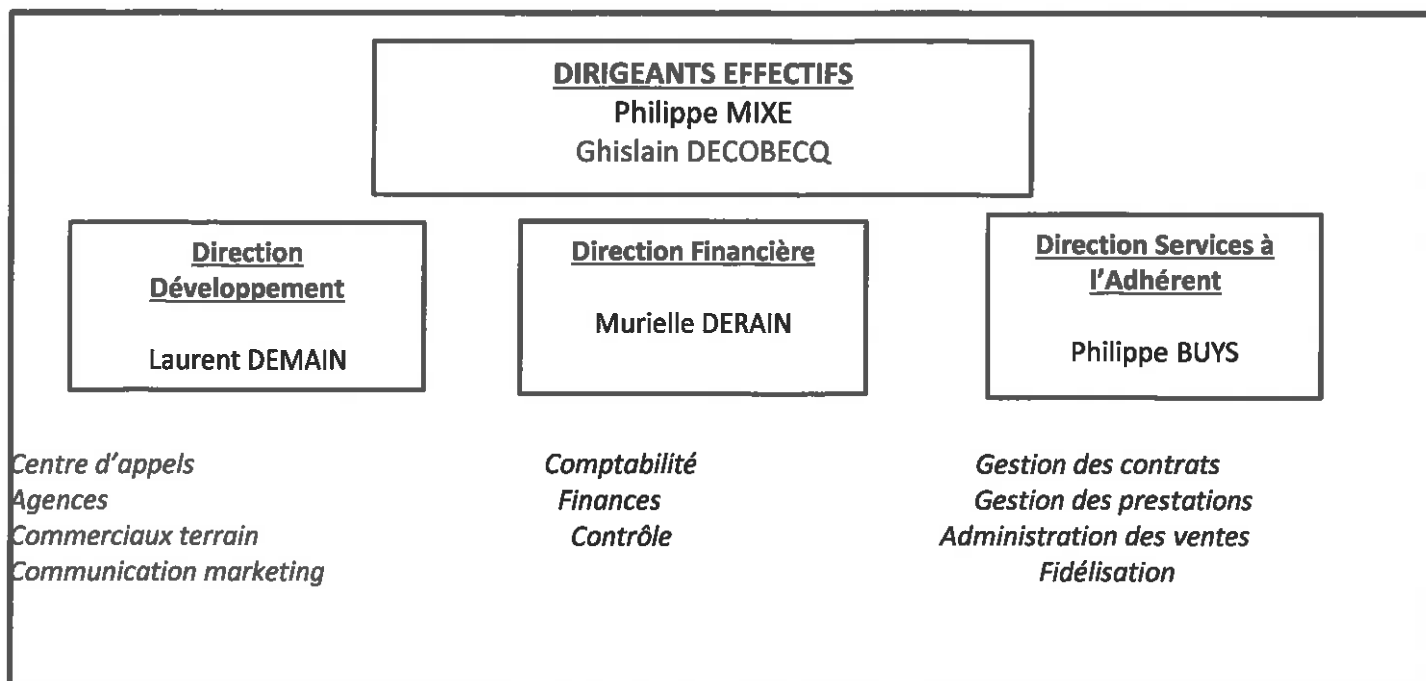 DIRIGEANTS EFFECTIFS
Philippe MIXE
Ghislain DECOBECQ
Direction
Développement
Laurent DEMAIN
Direction Financière
Murielle DERAIN
Direction Services à
l'Adhérent
Philippe BUYS
Centre d'appels
Agences
Commerciaux terrain
Communication marketing
Comptabilité
Finances
Contrôle
Gestion des contrats
Gestion des prestations
Administration des ventes
Fidélisation